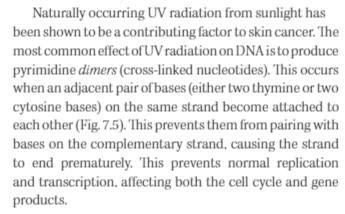 Naturally occurring UV radiation from sunlight has
been shown to be a contributing factor to skin cancer. The
most common effect of UV radiation on DNA is to produce
pyrimidine dimers (cross-linked nucleotides). This occurs
when an adjacent pair of bases (either two thymine or two
cytosine bases) on the same strand become attached to
each other (Fig. 7.5). This prevents them from pairing with
bases on the complementary strand, causing the strand
to end prematurely. This prevents normal replication
and transcription, affecting both the cell cycle and gene
products.